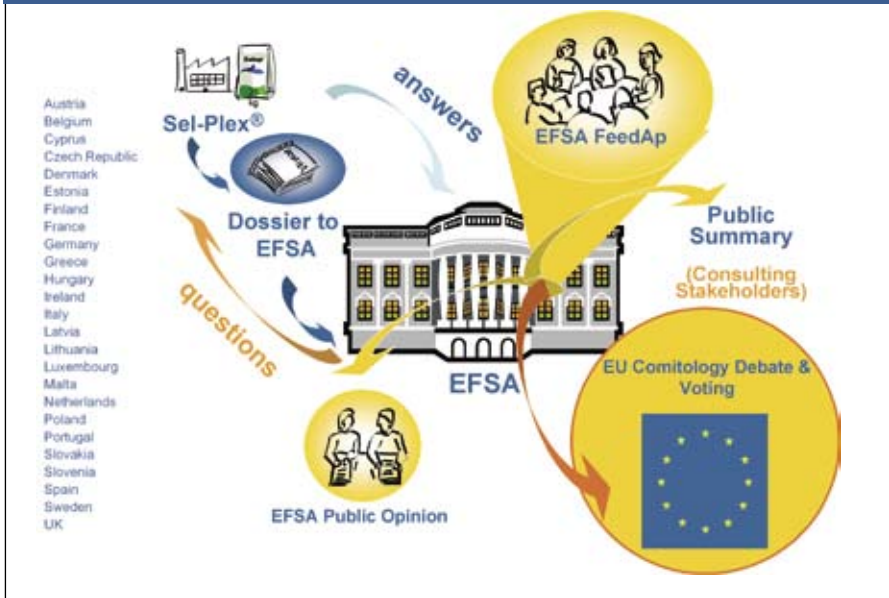 Austria
Belgium
Cyprus
Czech Republic
Denmark
Estonia
Finland
France
Germany
Greece
Hungary
Ireland
Italy
Latvia
Lithuania
Luxembourg
Malta
Netherlands
Poland
Portugal
Slovakia
Slovenia
Spain
Sweden
UK
Sel-Plex®
answers
EFSA FeedAp
Dossier to
EFSA
questions
Public
Summary
(Consulting
Stakeholders)
EFSA
EU Comitology Debate &
Voting
EFSA Public Opinion